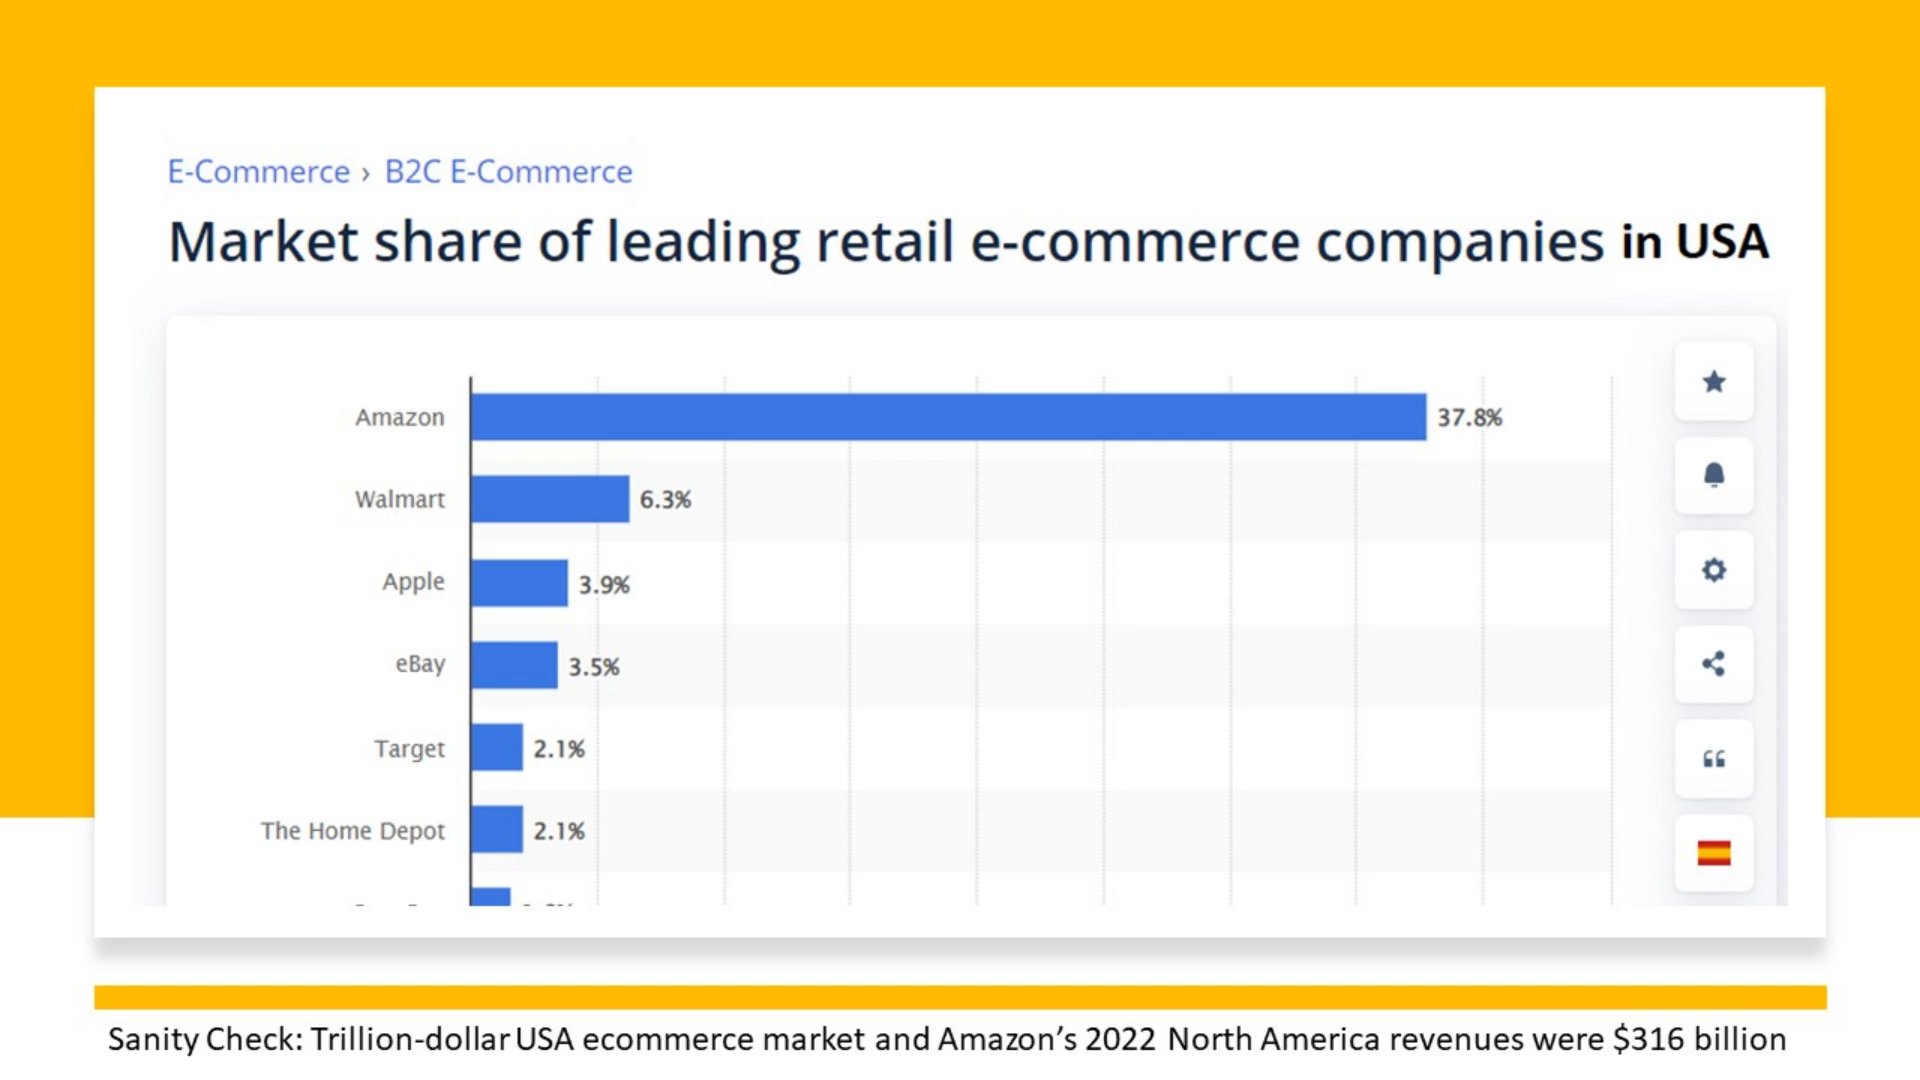 E-Commerce › B2C E-Commerce
Market share of leading retail e-commerce companies in USA
Amazon 37.8%
Walmart 6.3%
Apple 3.9%
eBay 3.5%
Target 2.1%
The Home Depot 2.1%
Sanity Check: Trillion-dollar USA ecommerce market and Amazon’s 2022 North America revenues were $316 billion